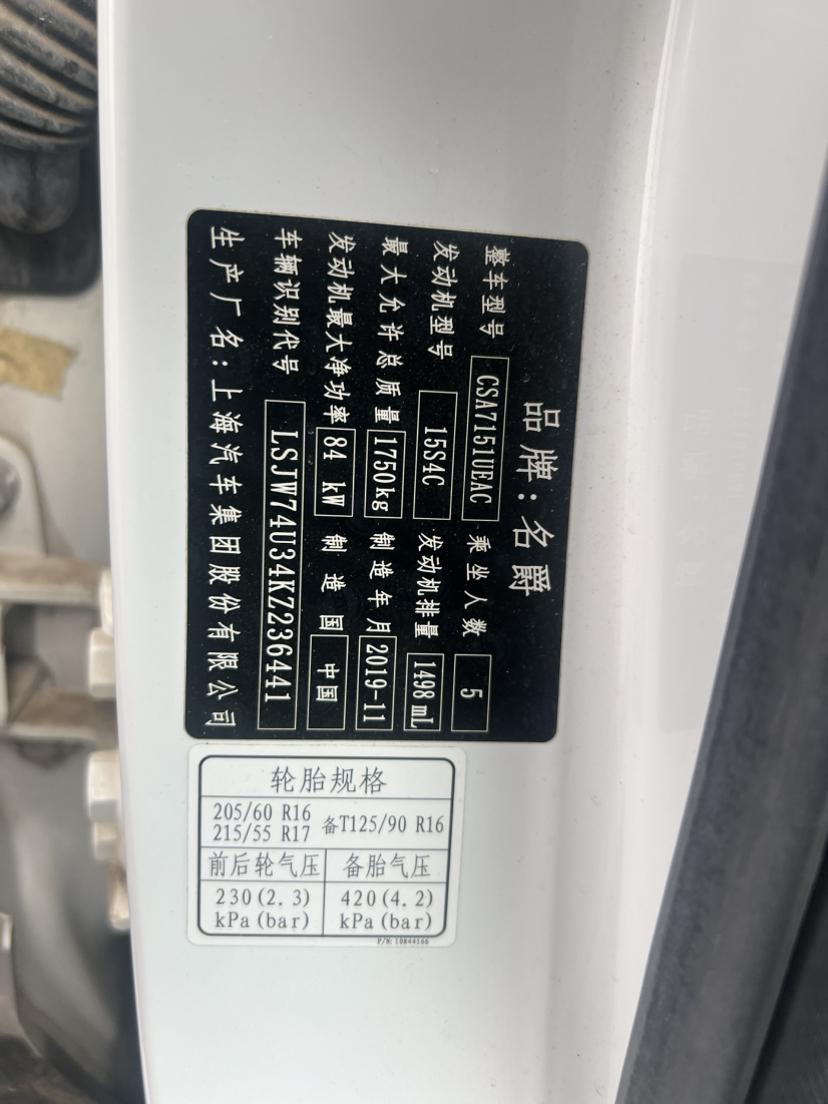 品牌:名爵
整车型号 CSA7151UEAC 乘坐人数 5
发动机型号 15S4C 发动机排量 1498 mL
最大允许总质量 1750kg 制造年月 2019-11
发动机最大净功率 84 kW 制造国 中国
车辆识别代号 LSJW74U34KZ236441
生产厂名:上海汽车集团股份有限公司
轮胎规格
205/60 R16
215/55 R17 备T125/90 R16
前后轮气压 备胎气压
230(2.3) 420(4.2)
kPa(bar) kPa(bar)
P/N:10844166